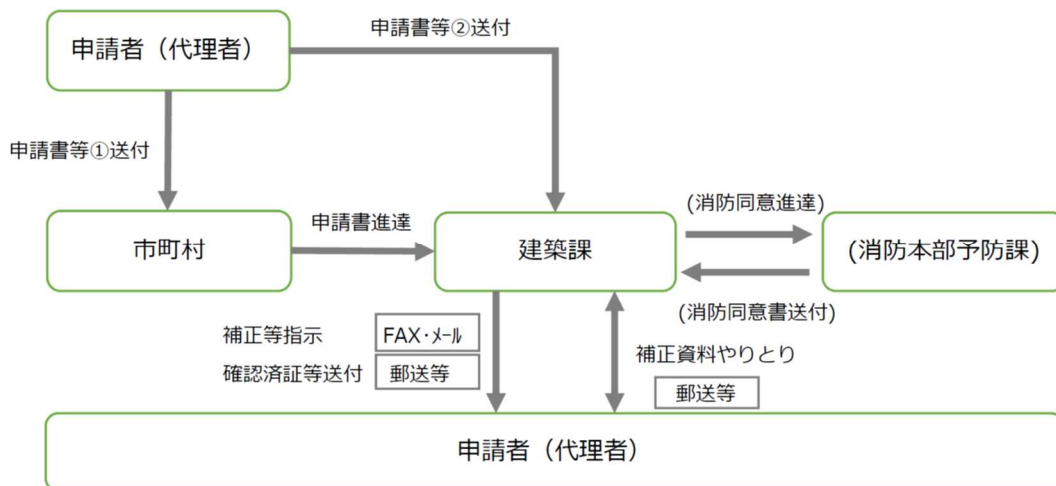 申請者（代理者）
申請書等②送付
申請書等①送付
市町村
申請書進達
建築課
(消防同意進達)
(消防本部予防課)
(消防同意書送付)
補正等指示
FAX･ﾒｰﾙ
確認済証等送付
郵送等
補正資料やりとり
郵送等
申請者（代理者）